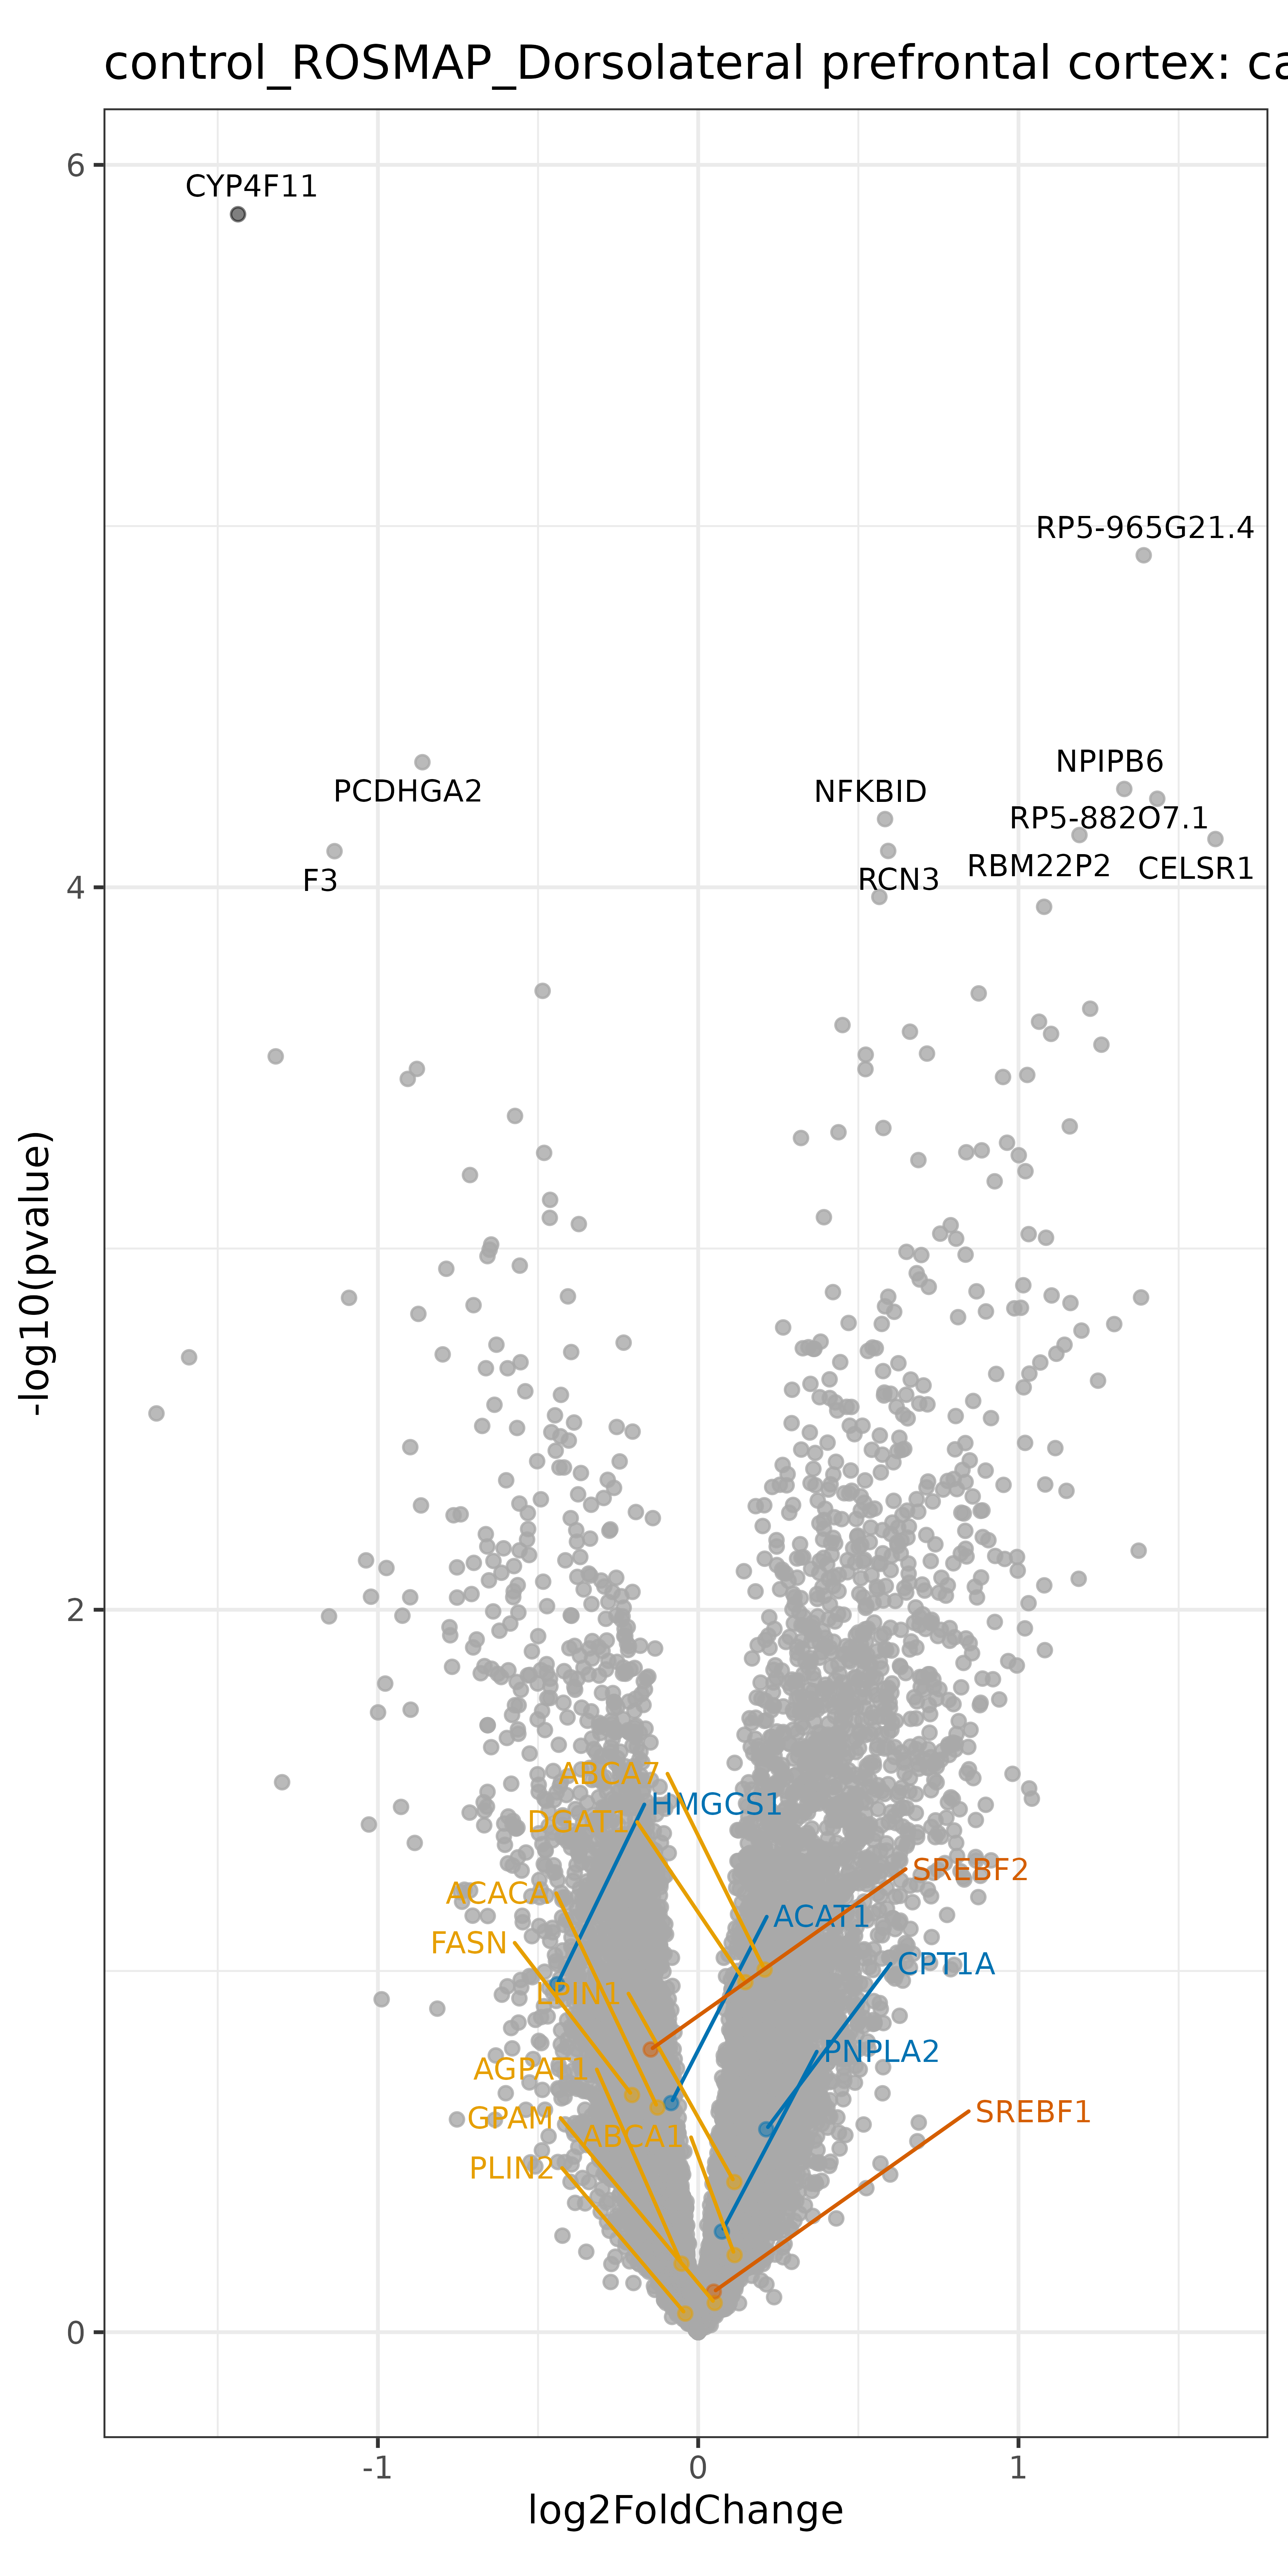 control_ROSMAP_Dorsolateral prefrontal cortex: ca
6
CYP4F11
RP5-965G21.4
NPIPB6
PCDHGA2
NFKBID
RP5-882O7.1
RBM22P2
CELSR1
F3
RCN3
4
-log10(pvalue)
2
ABCA7
HMGCS1
DGAT1
SREBF2
ACACA
ACAT1
FASN
CPT1A
LPIN1
PNPLA2
AGPAT1
SREBF1
GPAM
ABCA1
PLIN2
0
-1
0
1
log2FoldChange